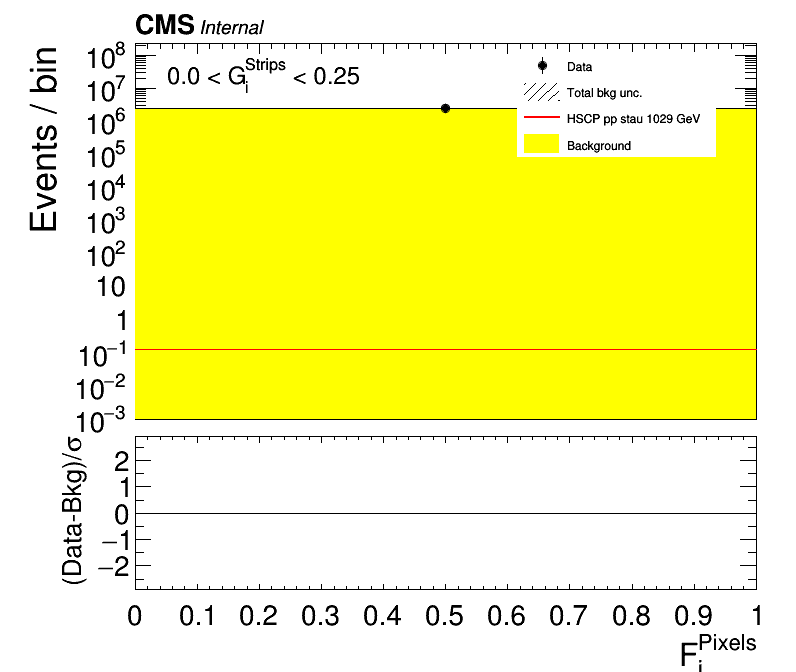 CMS Internal
0.0 < G_i^Strips < 0.25
Data
Total bkg unc.
HSCP pp stau 1029 GeV
Background
Events / bin
10^8
10^7
10^6
10^5
10^4
10^3
10^2
10
1
10^−1
10^−2
10^−3
(Data-Bkg)/σ
2
1
0
−1
−2
0 0.1 0.2 0.3 0.4 0.5 0.6 0.7 0.8 0.9 1
F_i^Pixels